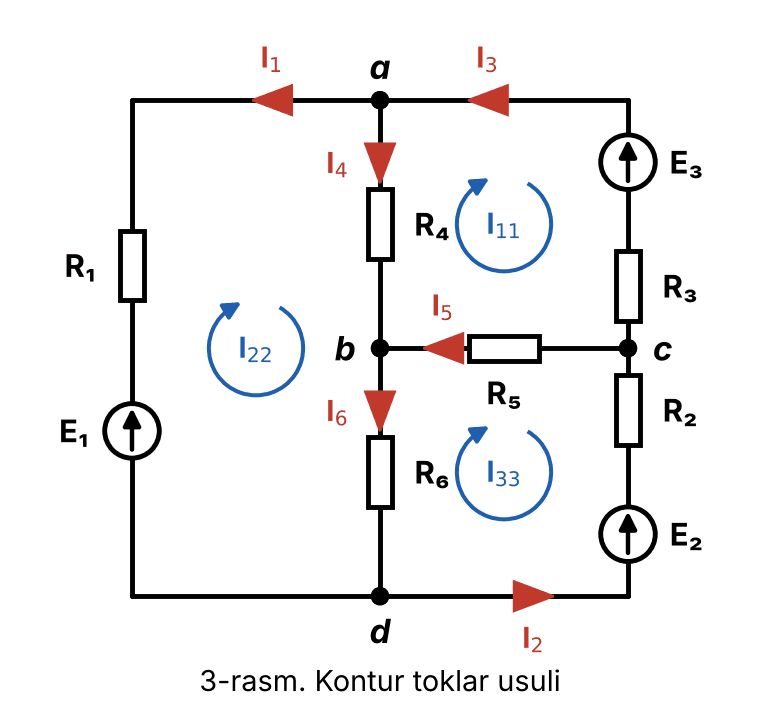 a
I₁
I₃
I₄
E₃
R₄
I₁₁
R₁
R₃
I₅
b
c
I₂₂
R₅
I₆
R₂
E₁
R₆
I₃₃
E₂
d
I₂
3-rasm. Kontur toklar usuli